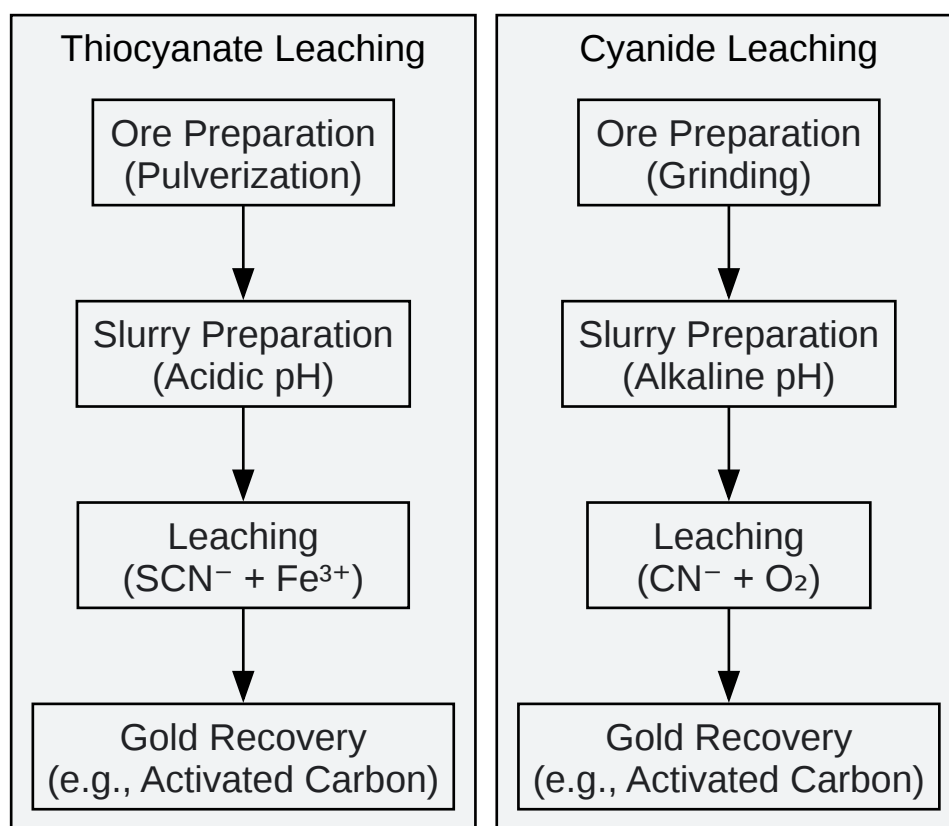 Thiocyanate Leaching
Ore Preparation
(Pulverization)
Slurry Preparation
(Acidic pH)
Leaching
(SCN⁻ + Fe³⁺)
Gold Recovery
(e.g., Activated Carbon)
Cyanide Leaching
Ore Preparation
(Grinding)
Slurry Preparation
(Alkaline pH)
Leaching
(CN⁻ + O₂)
Gold Recovery
(e.g., Activated Carbon)